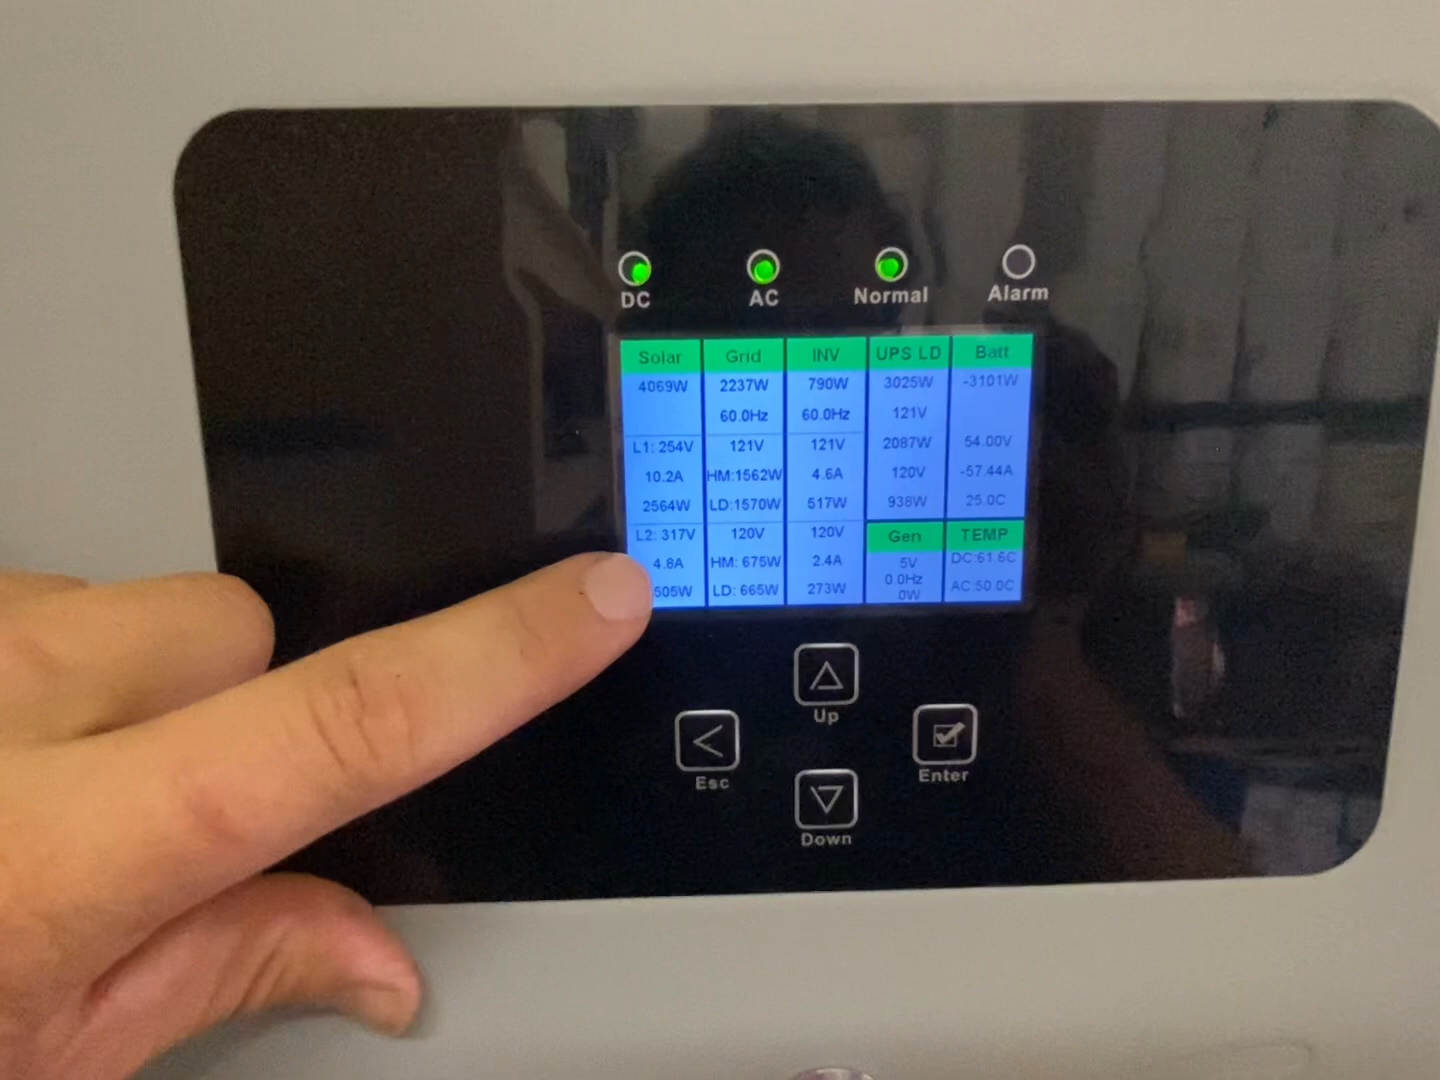 DC AC Normal Alarm
Solar Grid INV UPS LD Batt
4069W 2237W 790W 3025W -3101W
60.0Hz 60.0Hz 121V
L1: 254V 121V 121V 2087W 54.00V
10.2A HM:1562W 4.6A 120V -57.44A
2564W LD:1570W 517W 938W 25.0C
L2: 317V 120V 120V Gen TEMP
4.8A HM: 675W 2.4A 5V DC:61.6C
0.0Hz
505W LD: 665W 273W 0W AC:50.0C
Up
Esc Enter
Down